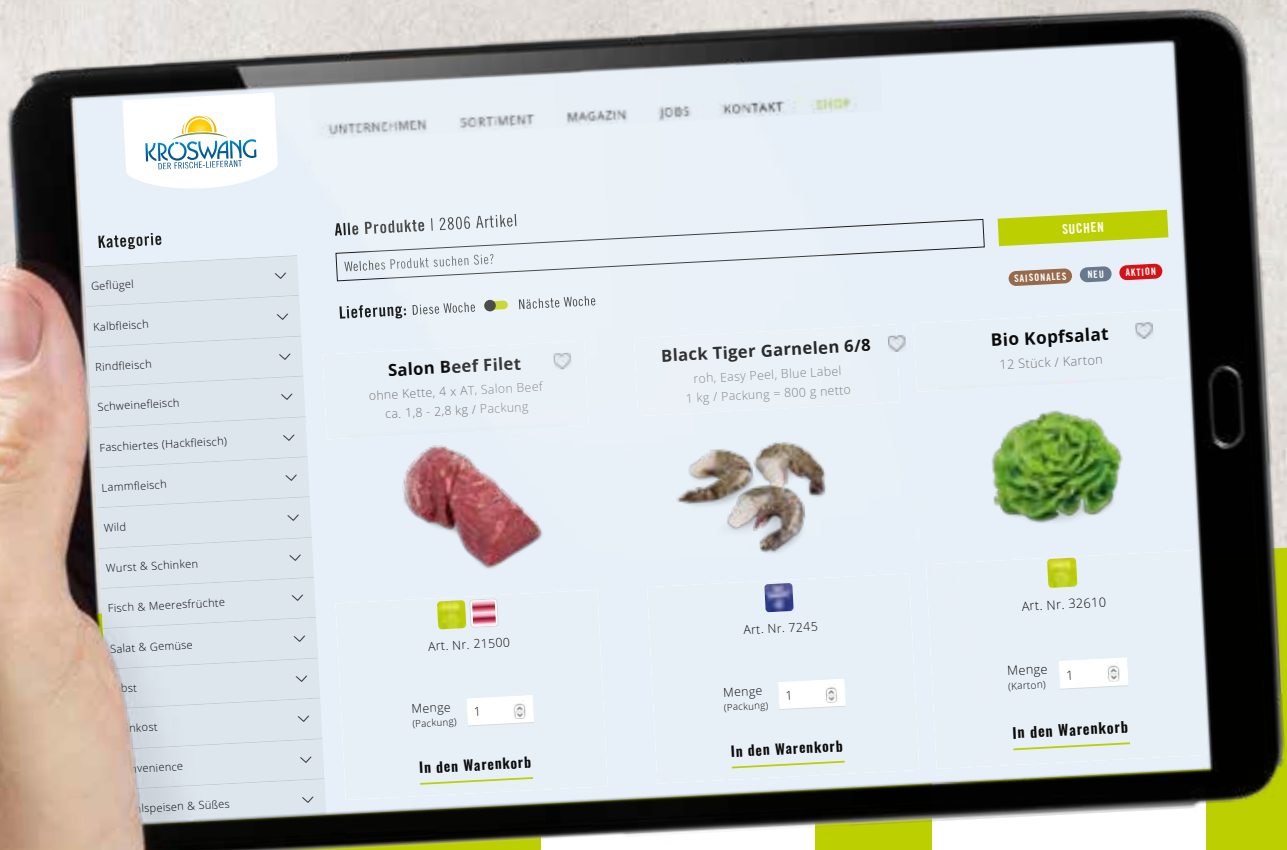 UNTERNEHMEN SORTIMENT MAGAZIN JOBS KONTAKT SHOP
KRÖSWANG
DER FRISCHE-LIEFERANT
Kategorie
Geflügel
Kalbfleisch
Rindfleisch
Schweinefleisch
Faschiertes (Hackfleisch)
Lammfleisch
Wild
Wurst & Schinken
Fisch & Meeresfrüchte
Salat & Gemüse
bst
nkost
venience
lspeisen & Süßes
Alle Produkte | 2806 Artikel
Welches Produkt suchen Sie?
SUCHEN
Lieferung: Diese Woche Nächste Woche
SAISONALES NEU AKTION
Salon Beef Filet
ohne Kette, 4 x AT, Salon Beef
ca. 1,8 - 2,8 kg / Packung
Art. Nr. 21500
Menge 1
(Packung)
In den Warenkorb
Black Tiger Garnelen 6/8
roh, Easy Peel, Blue Label
1 kg / Packung = 800 g netto
Art. Nr. 7245
Menge 1
(Packung)
In den Warenkorb
Bio Kopfsalat
12 Stück / Karton
Art. Nr. 32610
Menge 1
(Karton)
In den Warenkorb